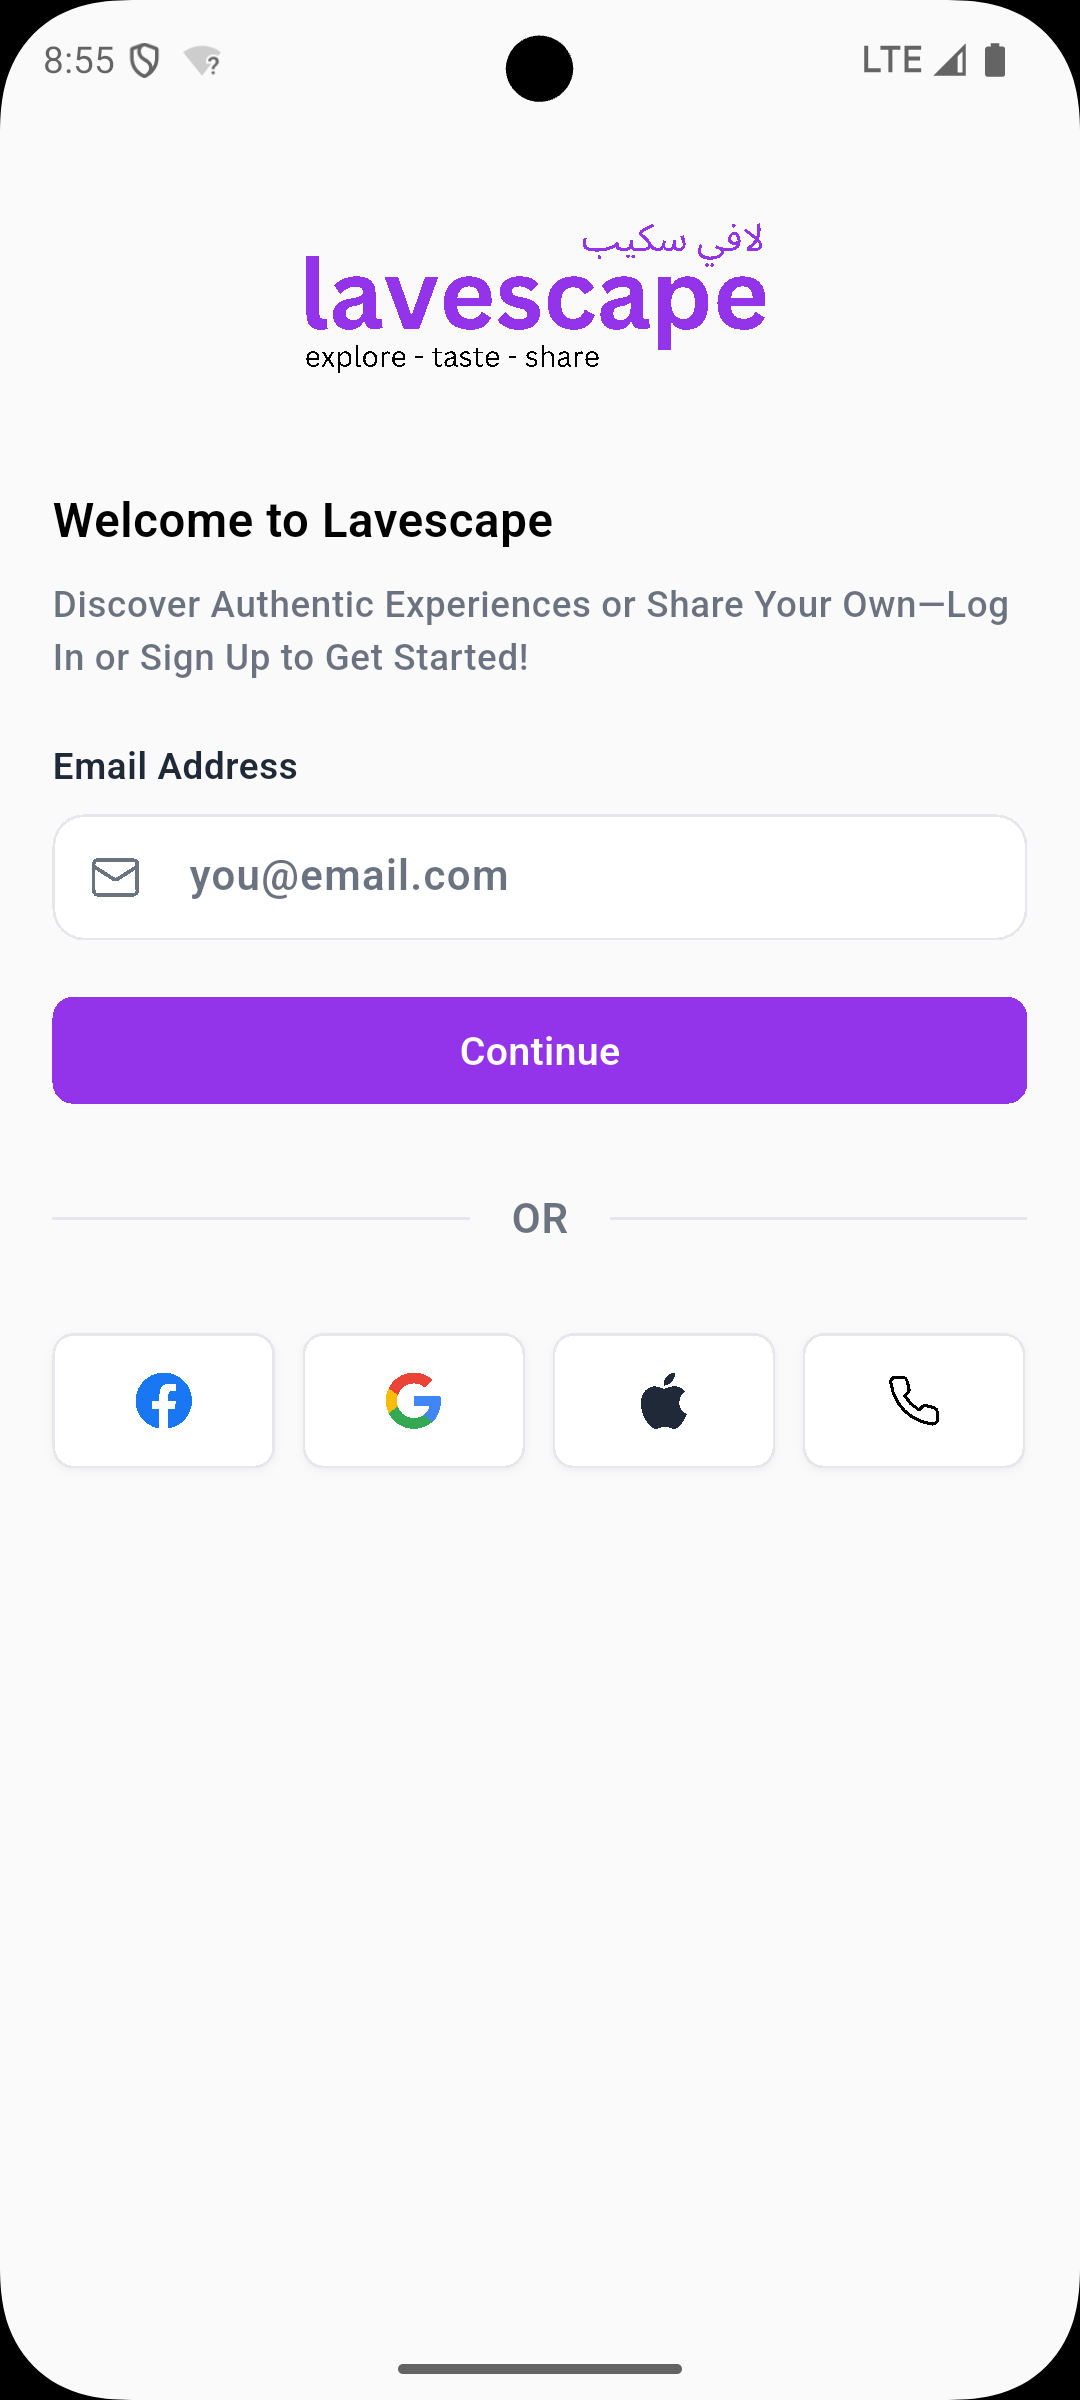 8:55
LTE
لافي سكيب
lavescape
explore - taste - share
Welcome to Lavescape
Discover Authentic Experiences or Share Your Own—Log
In or Sign Up to Get Started!
Email Address
you@email.com
Continue
OR